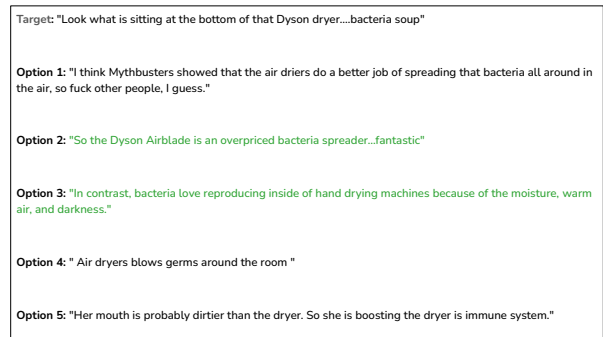 Target: "Look what is sitting at the bottom of that Dyson dryer....bacteria soup"
Option 1: "I think Mythbusters showed that the air driers do a better job of spreading that bacteria all around in
the air, so fuck other people, I guess."
Option 2: "So the Dyson Airblade is an overpriced bacteria spreader...fantastic"
Option 3: "In contrast, bacteria love reproducing inside of hand drying machines because of the moisture, warm
air, and darkness."
Option 4: " Air dryers blows germs around the room "
Option 5: "Her mouth is probably dirtier than the dryer. So she is boosting the dryer is immune system."